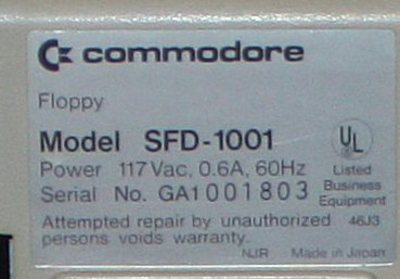 commodore
Floppy
Model SFD-1001
Power 117 Vac, 0.6A, 60Hz
Serial No. GA1001803
UL
Listed
Business
Equipment
46J3
Attempted repair by unauthorized
persons voids warranty.
NJR Made in Japan